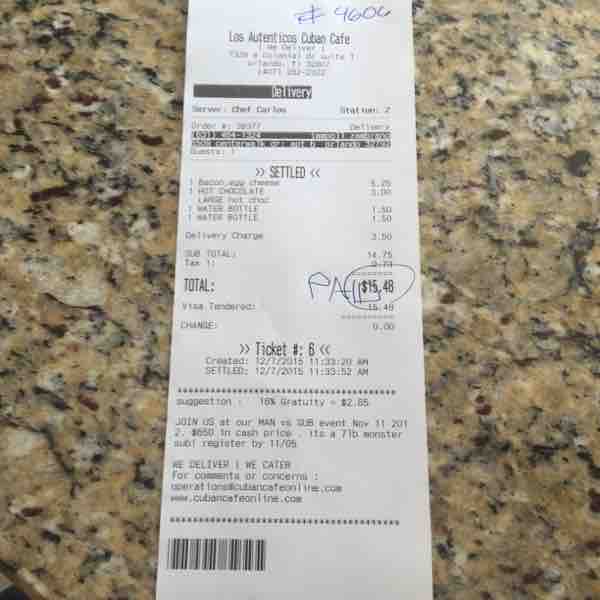 # 4606
Los Autenticos Cuban Cafe
( We Deliver )
Orlando, fl 32807
Delivery
Server: Chef Carlos Station: 2
Order #: 38377 Delivery
Guests: 1
>> SETTLED <<
1 Bacon,egg cheese 5.25
1 HOT CHOCOLATE 3.00
LARGE hot choc
1 WATER BOTTLE 1.50
1 WATER BOTTLE 1.50
Delivery Charge 3.50
SUB TOTAL: 14.75
Tax 1: 0.73
TOTAL: $15.48
PAID
Visa Tendered: 15.48
CHANGE: 0.00
>> Ticket #: 6 <<
Created: 12/7/2015 11:33:20 AM
SETTLED: 12/7/2015 11:33:52 AM
suggestion : 18% Gratuity = $2.65
JOIN US at our MAN vs SUB event Nov 11 201
2. $650 in cash price . its a 7lb monster
sub! register by 11/05
WE DELIVER | WE CATER
For comments or concerns :
operations@cubancafeonline.com
www.cubancafeonline.com